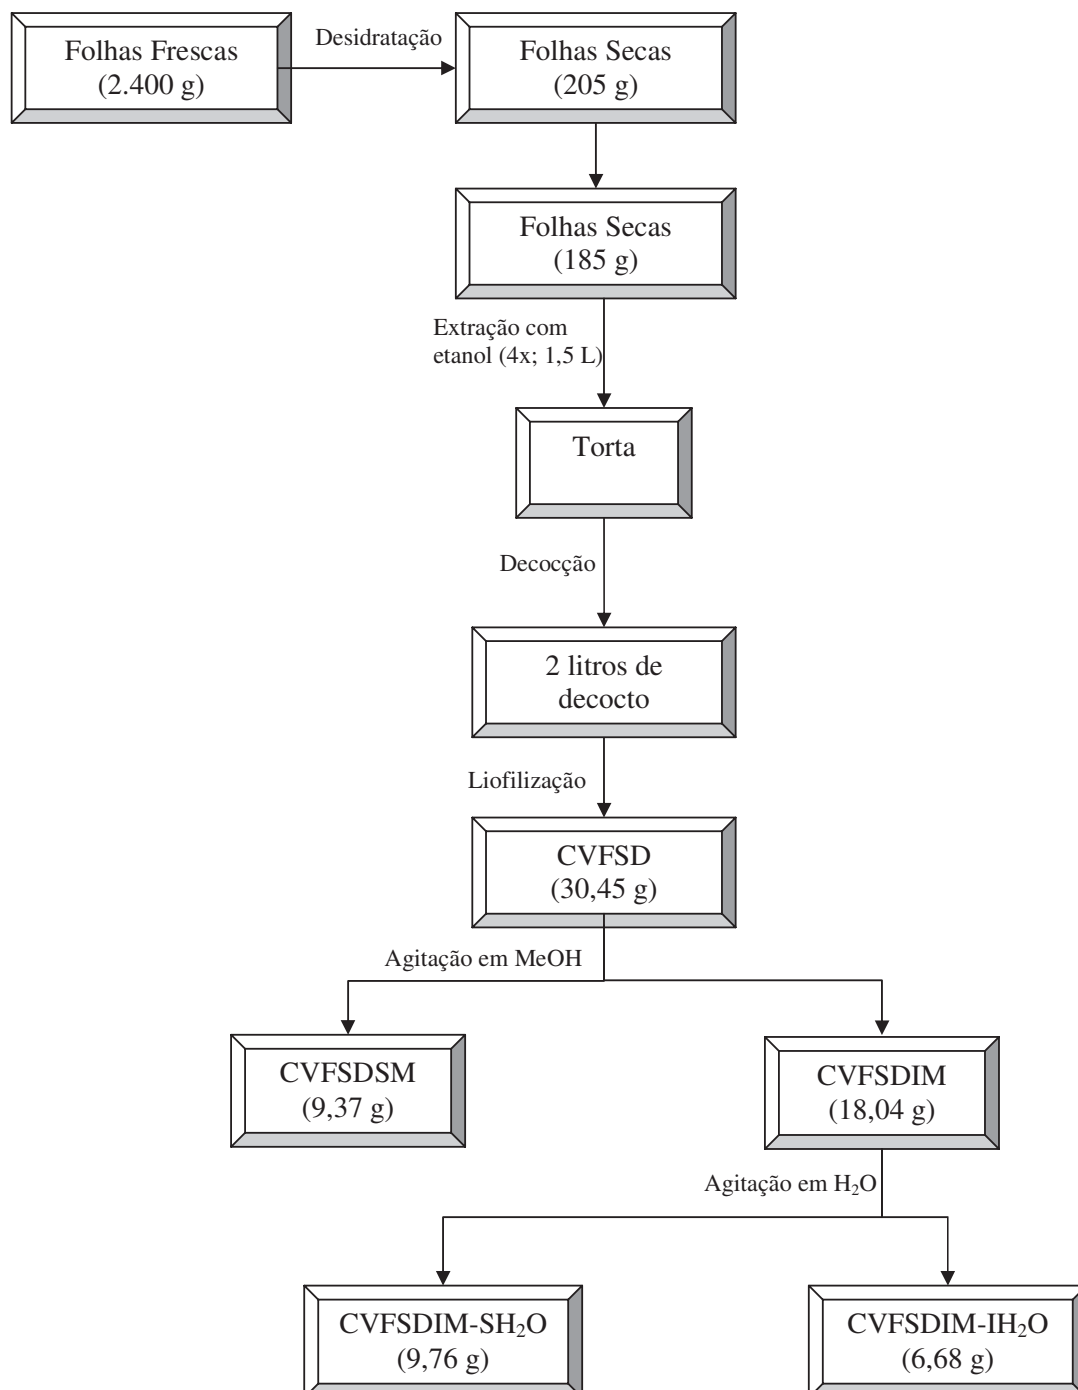 Folhas Frescas
(2.400 g)
Desidratação
Folhas Secas
(205 g)
Folhas Secas
(185 g)
Extração com
etanol (4x; 1,5 L)
Torta
Decocção
2 litros de
decocto
Liofilização
CVFSD
(30,45 g)
Agitação em MeOH
CVFSDSM
(9,37 g)
CVFSDIM
(18,04 g)
Agitação em H₂O
CVFSDIM-SH₂O
(9,76 g)
CVFSDIM-IH₂O
(6,68 g)